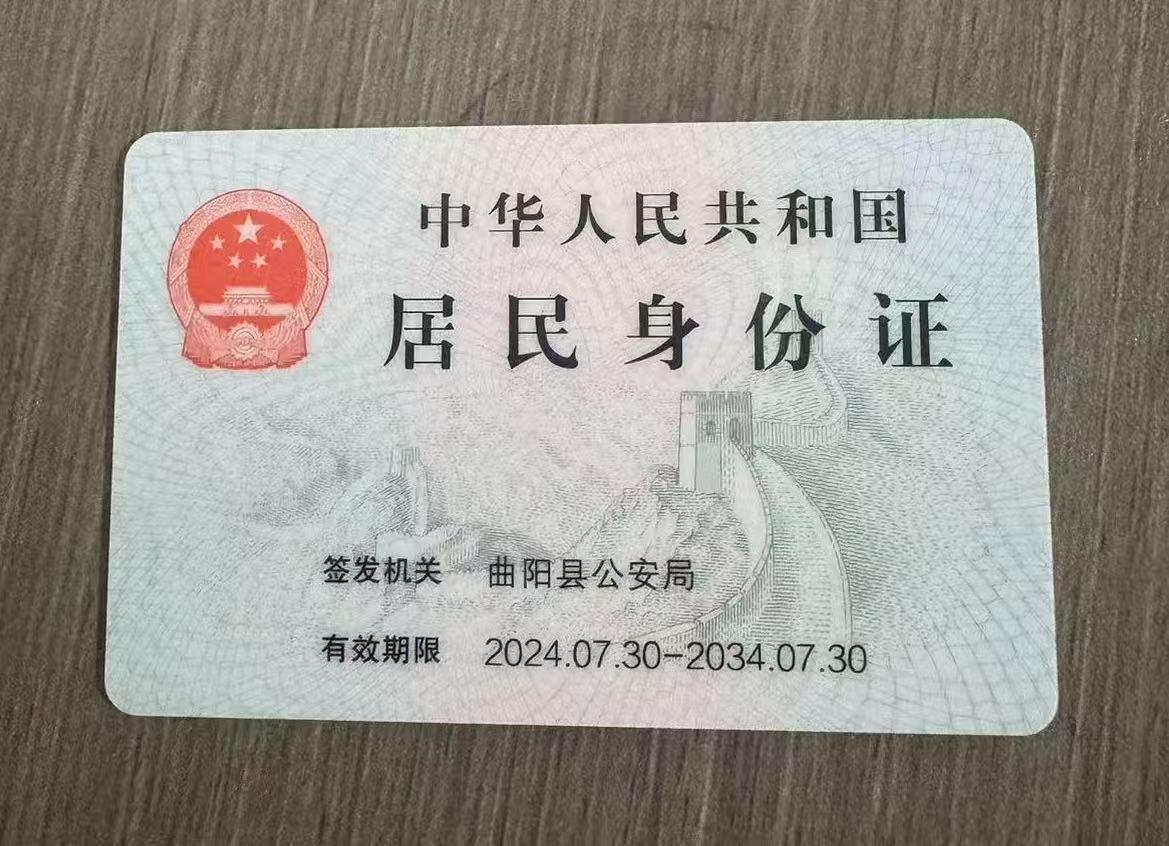 中华人民共和国
居民身份证
签发机关 曲阳县公安局
有效期限 2024.07.30-2034.07.30